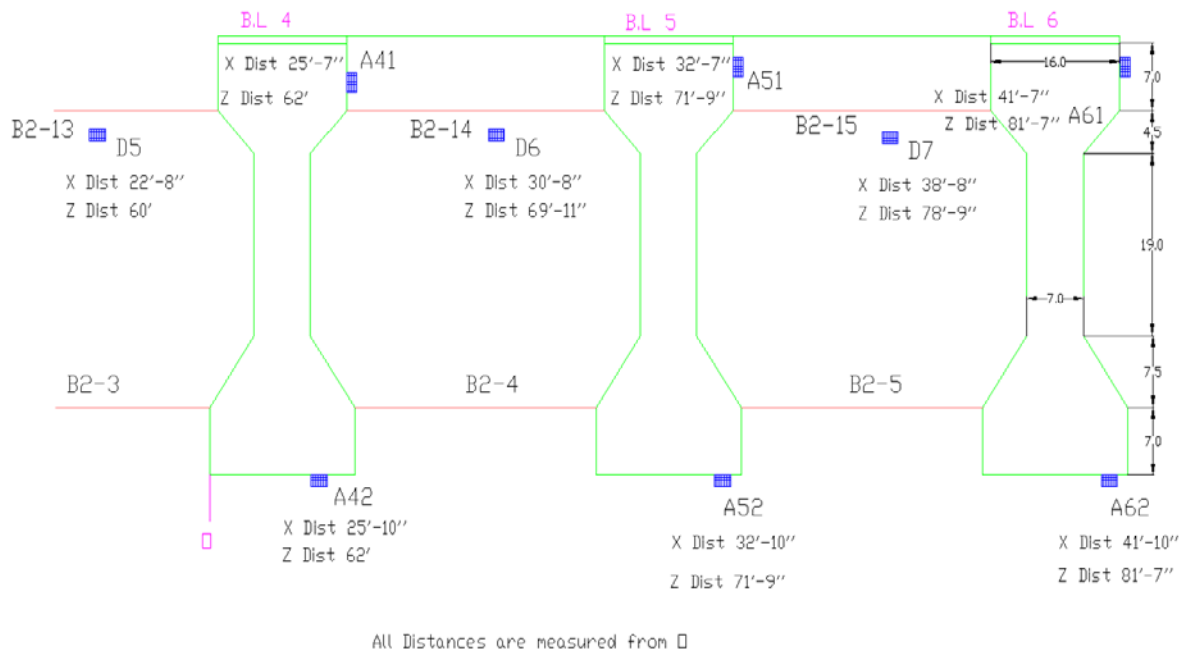 B.L 4
B.L 5
B.L 6
X Dist 25'-7"
A41
X Dist 32'-7"
A51
16.0
7.0
Z Dist 62'
Z Dist 71'-9"
X Dist 41'-7"
A61
Z Dist 81'-7"
4.5
B2-13
D5
B2-14
D6
B2-15
D7
X Dist 22'-8"
Z Dist 60'
X Dist 30'-8"
Z Dist 69'-11"
X Dist 38'-8"
Z Dist 78'-9"
19.0
7.0
B2-3
B2-4
B2-5
7.5
7.0
A42
X Dist 25'-10"
Z Dist 62'
A52
X Dist 32'-10"
Z Dist 71'-9"
A62
X Dist 41'-10"
Z Dist 81'-7"
All Distances are measured from □